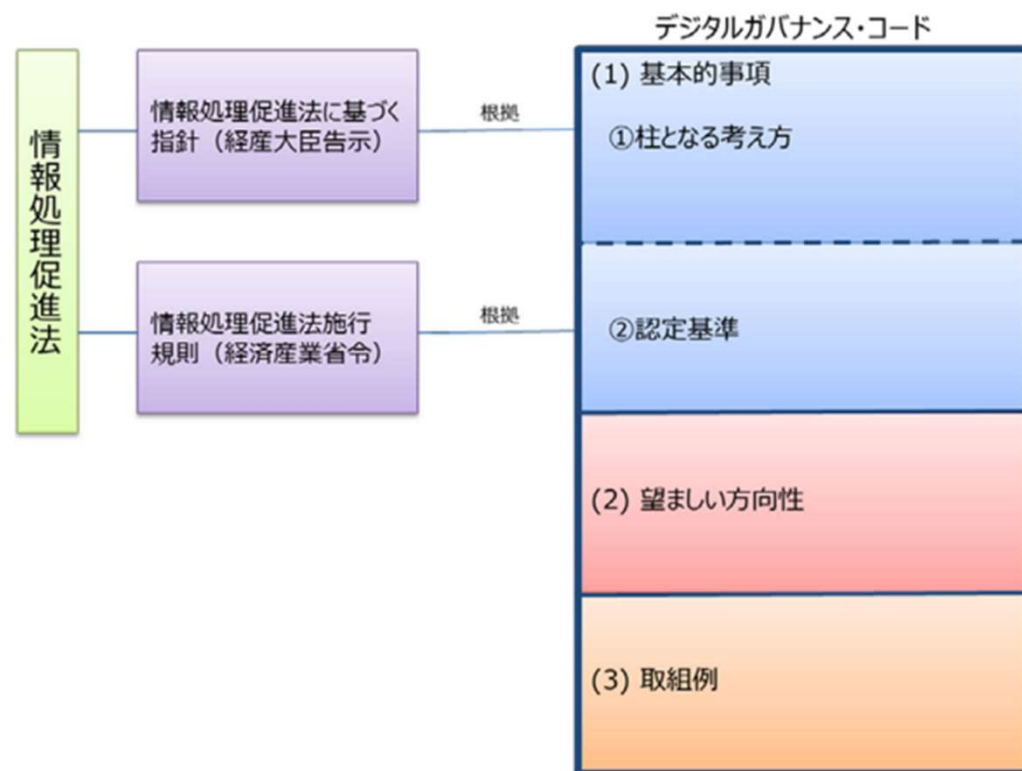 デジタルガバナンス・コード
情報処理促進法
情報処理促進法に基づく
指針（経産大臣告示）
根拠
(1) 基本的事項
①柱となる考え方
情報処理促進法施行
規則（経済産業省令）
根拠
②認定基準
(2) 望ましい方向性
(3) 取組例